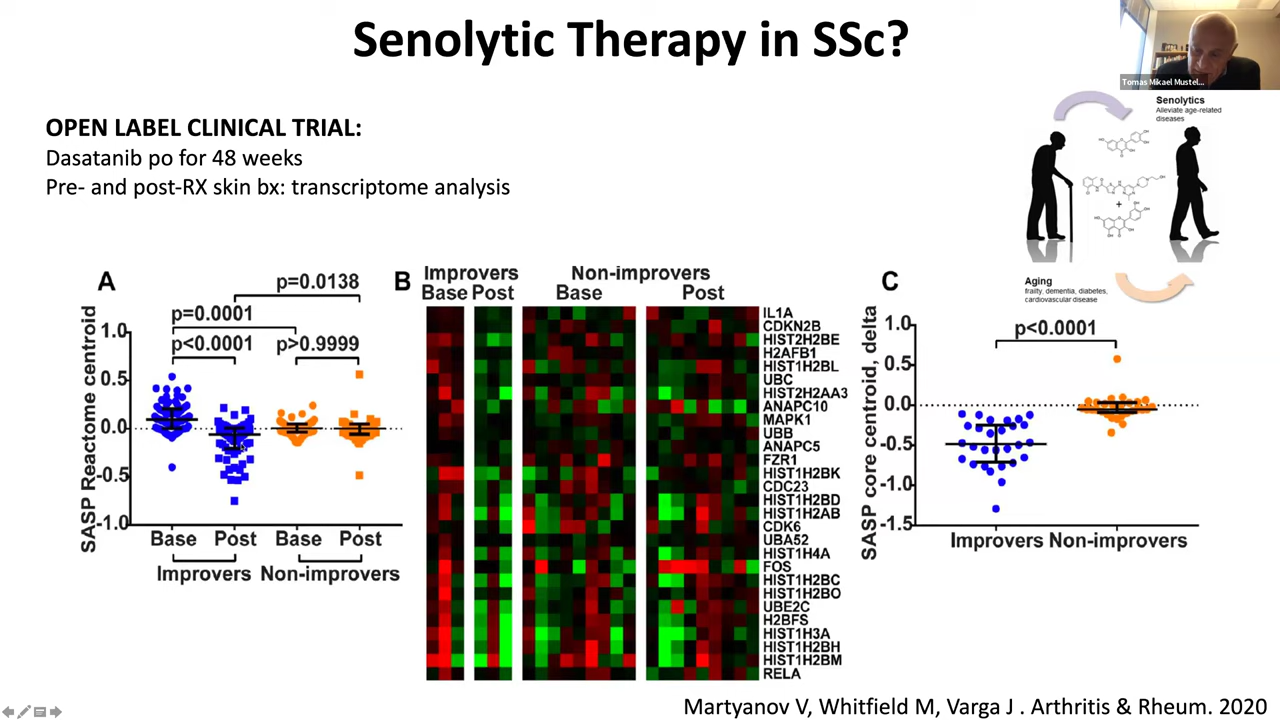 Senolytic Therapy in SSc?
Tomas Mikael Mustel...
OPEN LABEL CLINICAL TRIAL:
Dasatanib po for 48 weeks
Pre- and post-RX skin bx: transcriptome analysis
Senolytics
Alleviate age-related
diseases
+
Aging
frailty, dementia, diabetes,
cardiovascular disease
A
SASP Reactome centroid
1.0
0.5
0.0
-0.5
-1.0
p=0.0138
p=0.0001
p<0.0001
p>0.9999
Base Post Base Post
Improvers Non-improvers
B
Improvers Non-improvers
Base Post Base Post
IL1A
CDKN2B
HIST2H2BE
H2AFB1
HIST1H2BL
UBC
HIST2H2AA3
ANAPC10
MAPK1
UBB
ANAPC5
FZR1
HIST1H2BK
CDC23
HIST1H2BD
HIST1H2AB
CDK6
UBA52
HIST1H4A
FOS
HIST1H2BC
HIST1H2BO
UBE2C
H2BFS
HIST1H3A
HIST1H2BH
HIST1H2BM
RELA
C
SASP core centroid, delta
1.0
0.5
0.0
-0.5
-1.0
-1.5
p<0.0001
Improvers Non-improvers
Martyanov V, Whitfield M, Varga J . Arthritis & Rheum. 2020